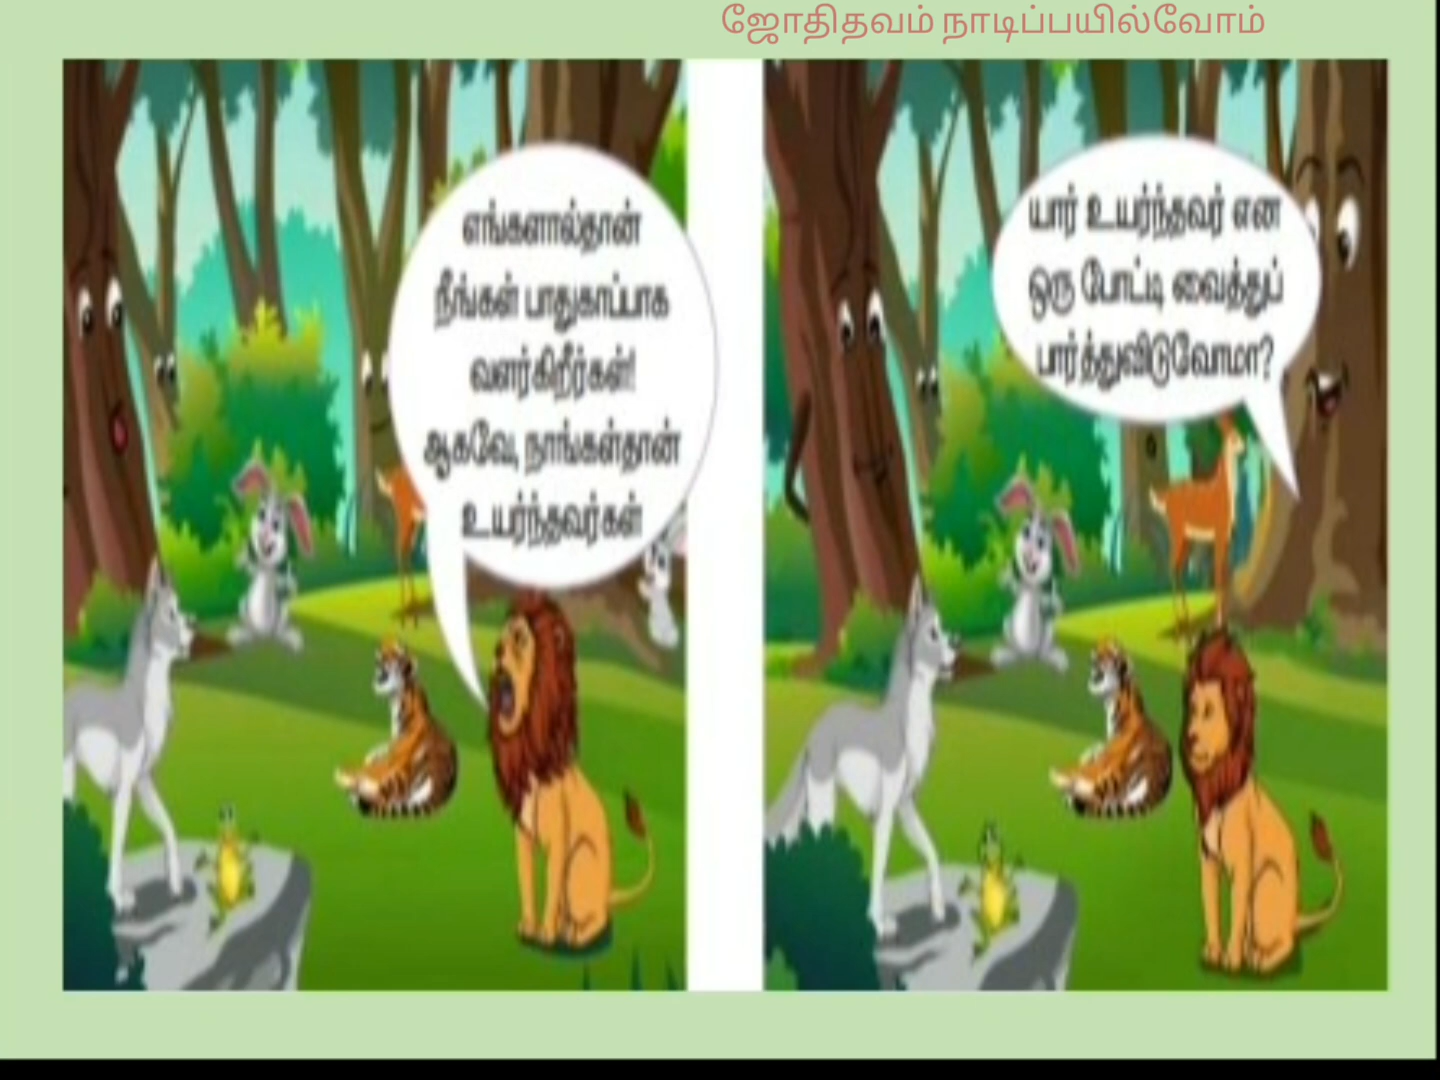 ஜோதிதவம் நாடிப்பயில்வோம்
எங்களால்தான்
நீங்கள் பாதுகாப்பாக
வளர்கிறீர்கள்!
ஆகவே, நாங்கள்தான்
உயர்ந்தவர்கள்
யார் உயர்ந்தவர் என
ஒரு போட்டி வைத்துப்
பார்த்துவிடுவோமா?